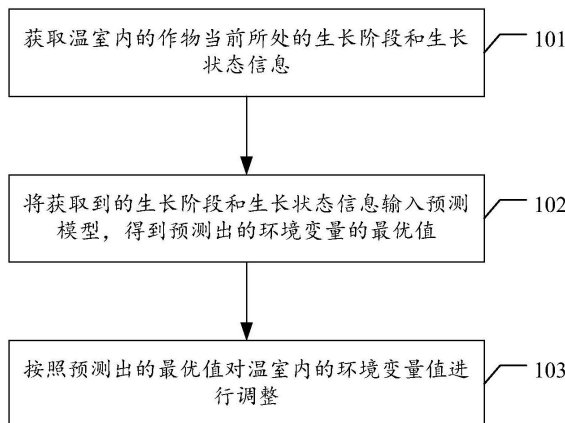 获取温室内的作物当前所处的生长阶段和生长
状态信息
101
将获取到的生长阶段和生长状态信息输入预测
模型，得到预测出的环境变量的最优值
102
按照预测出的最优值对温室内的环境变量值进
行调整
103